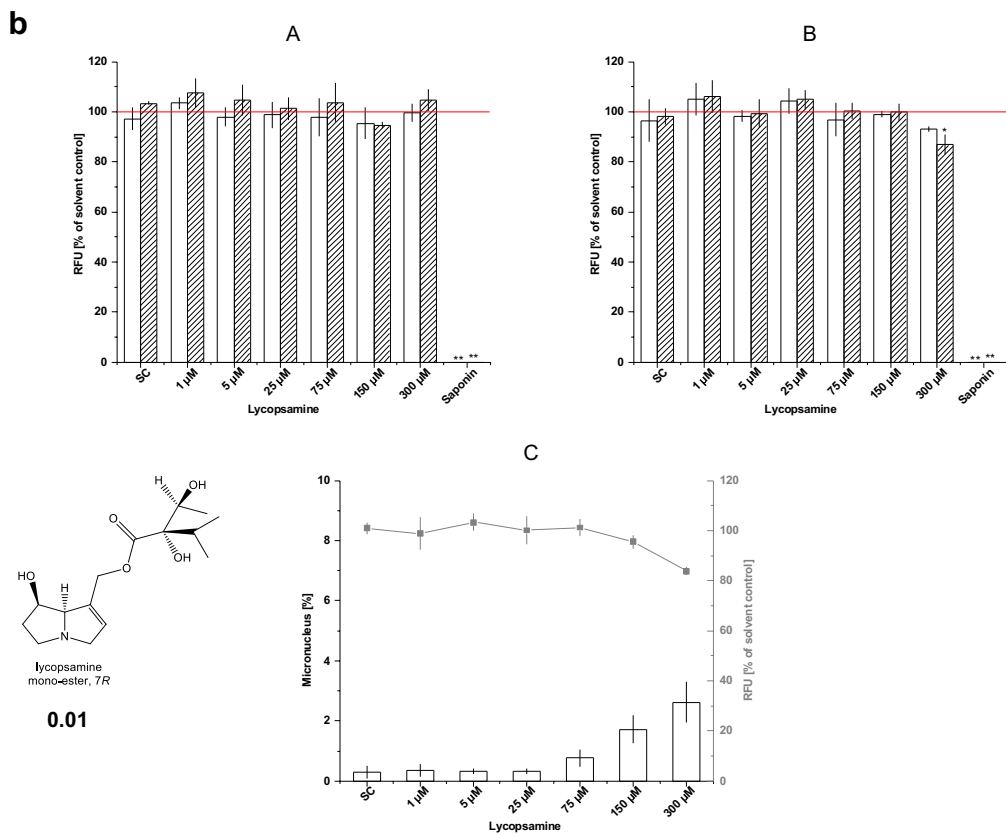 b
A
RFU [% of solvent control]
120
100
80
60
40
20
0
** **
SC
1 µM
5 µM
25 µM
75 µM
150 µM
300 µM
Saponin
Lycopsamine
B
RFU [% of solvent control]
120
100
80
60
40
20
0
*
** **
SC
1 µM
5 µM
25 µM
75 µM
150 µM
300 µM
Saponin
Lycopsamine
H
OH
O
OH
O
HO
H
N
lycopsamine
mono-ester, 7R
0.01
C
Micronucleus [%]
10
8
6
4
2
0
120
100
80
60
40
20
0
RFU [% of solvent control]
SC
1 µM
5 µM
25 µM
75 µM
150 µM
300 µM
Lycopsamine